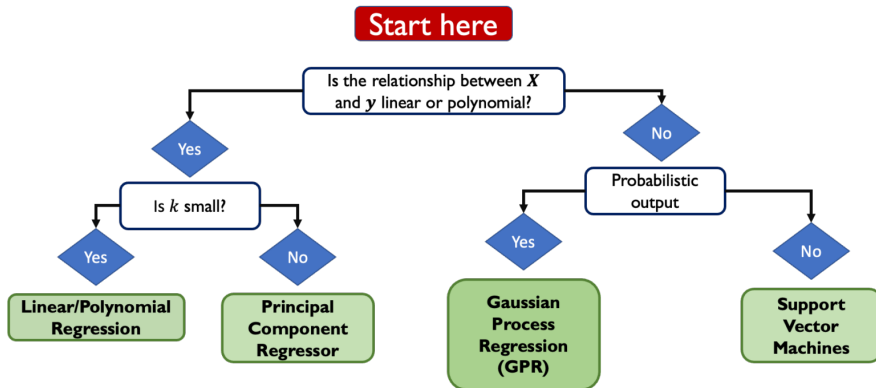 Start here
Is the relationship between X
and y linear or polynomial?
Yes
No
Is k small?
Probabilistic
output
Yes
No
Yes
No
Linear/Polynomial
Regression
Principal
Component
Regressor
Gaussian
Process
Regression
(GPR)
Support
Vector
Machines